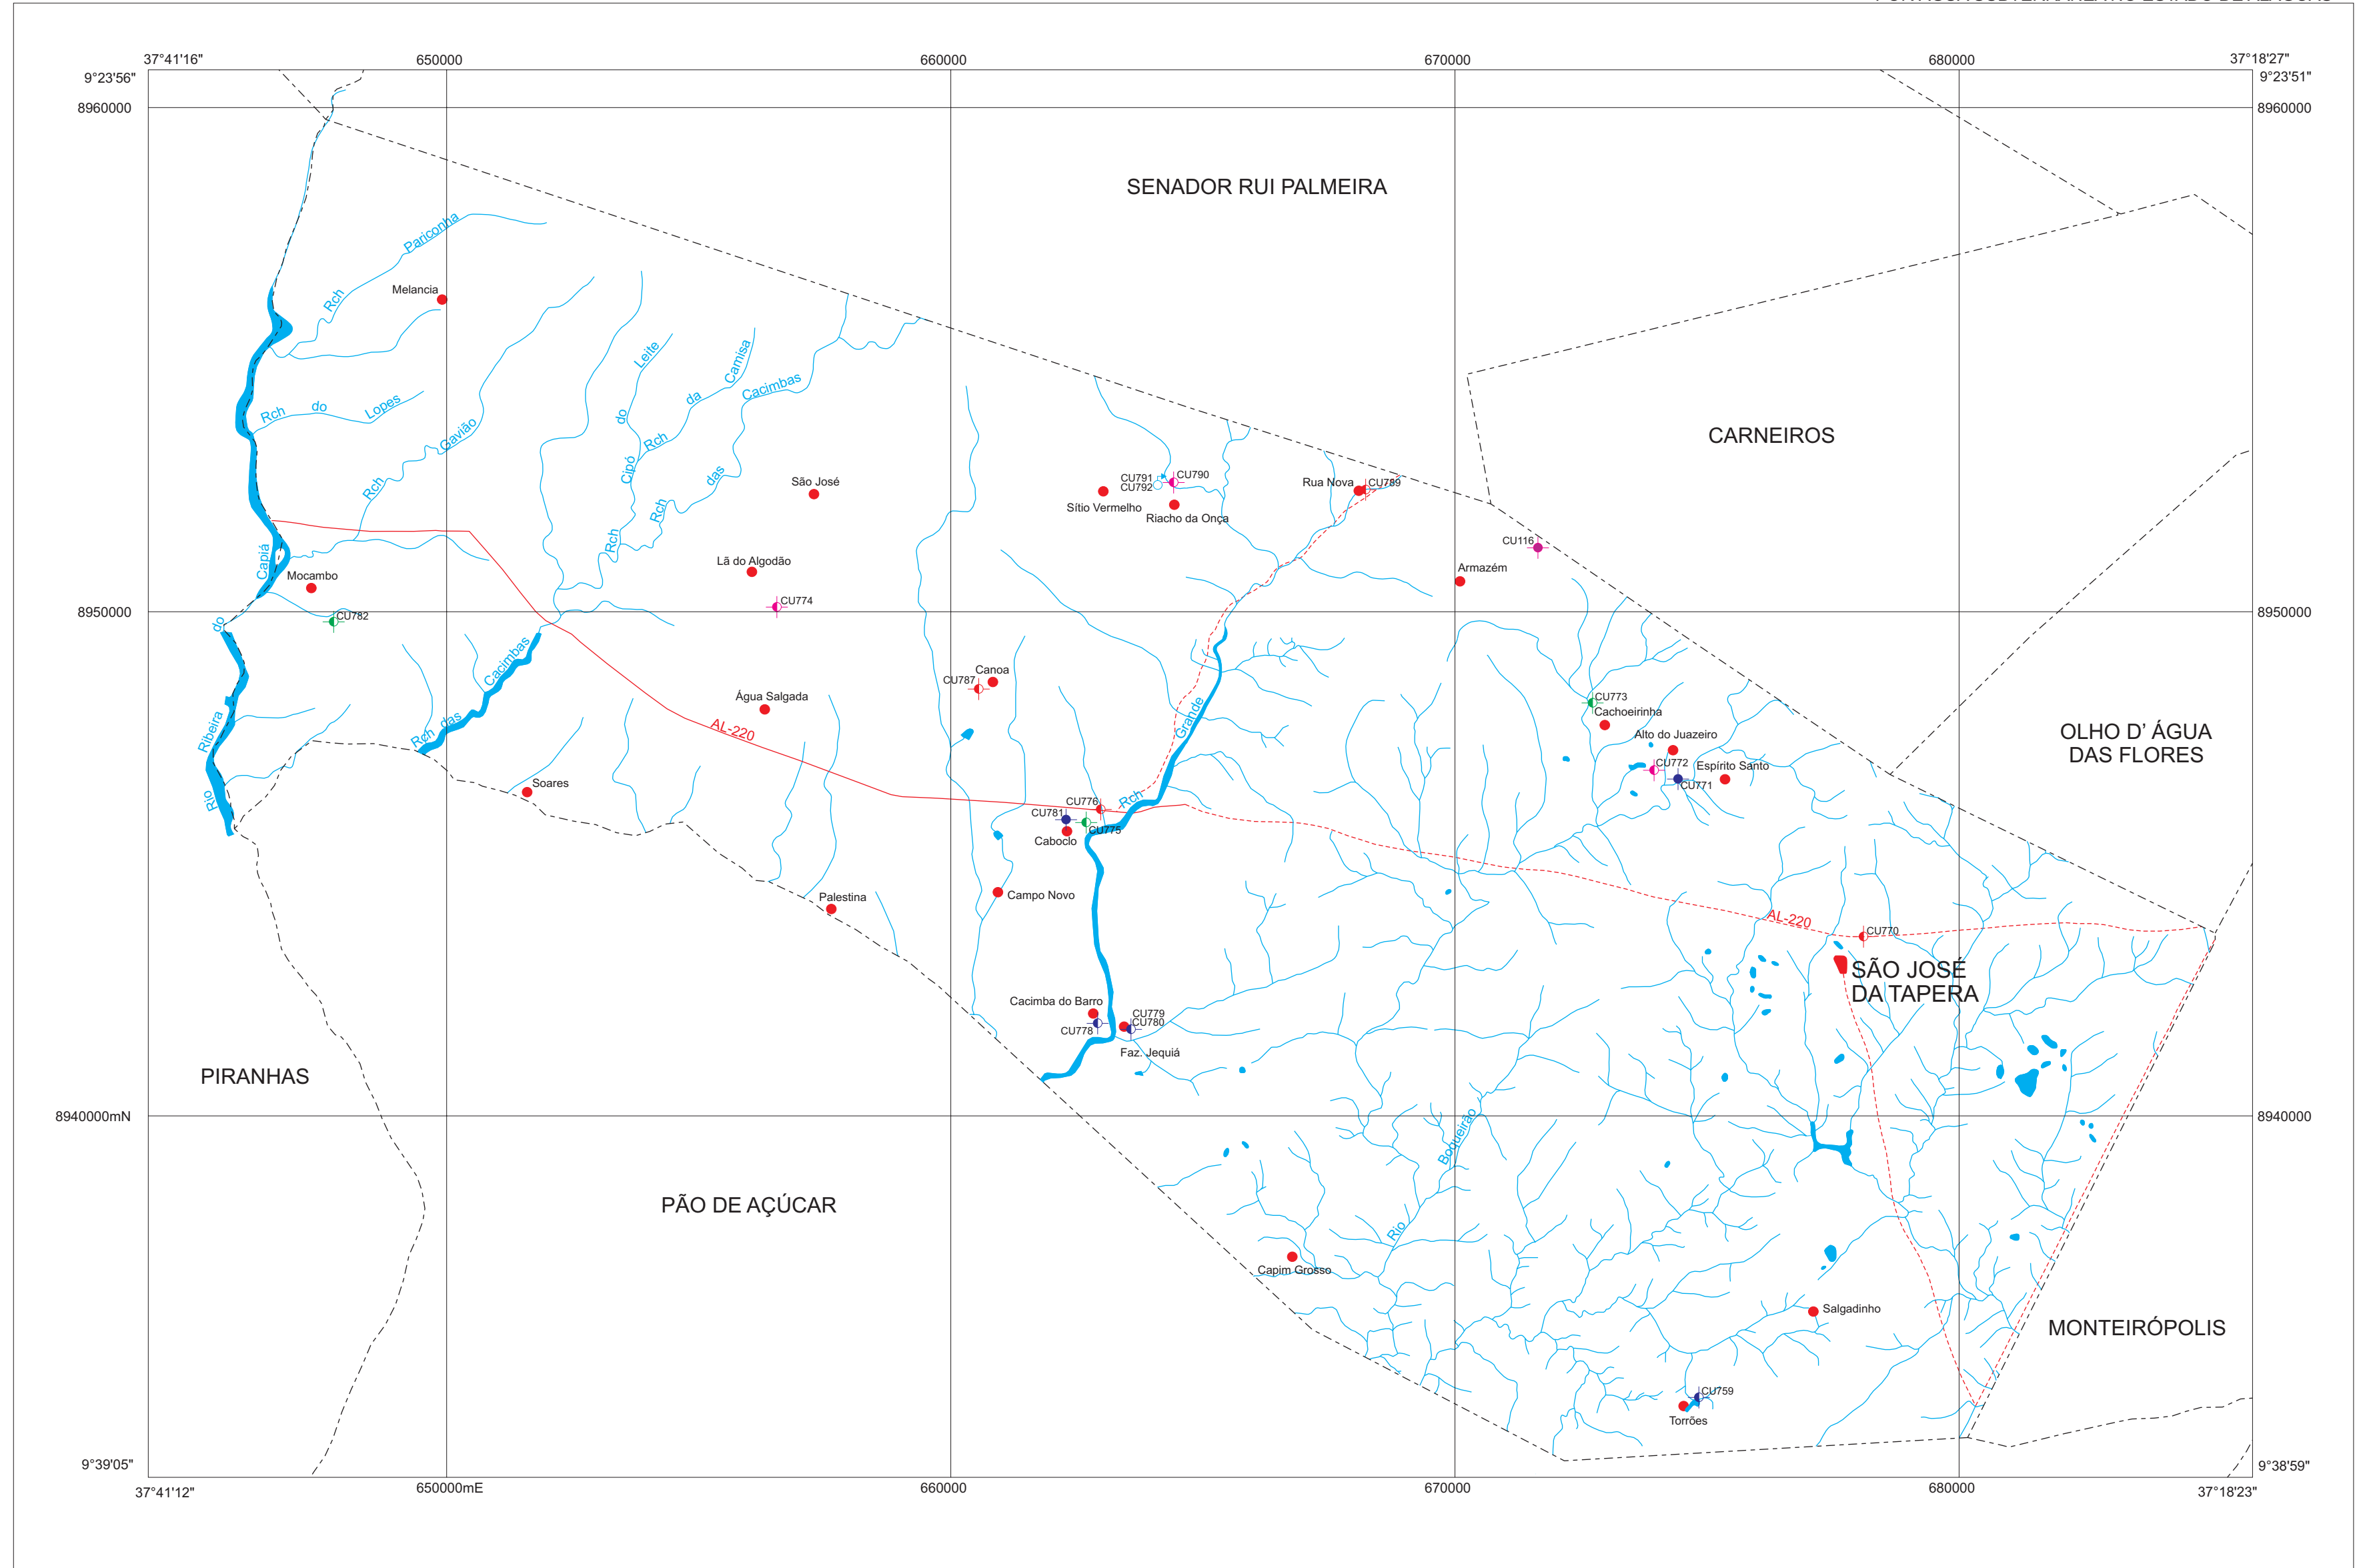 37°41'16"
650000
660000
670000
680000
37°18'27"
9°23'56"
9°23'51"
8960000
8960000
SENADOR RUI PALMEIRA
Rch Pariconha
Melancia
Rch do Lopes
Rch Gavião
Rch Cipó do Leite
Rch da Camisa
Rch das Cacimbas
CARNEIROS
São José
CU791
CU792
CU790
Sítio Vermelho
Riacho da Onça
Rua Nova
CU789
CU116
Armazém
Lã do Algodão
CU774
Mocambo
CU782
8950000
8950000
Rio Ribeira do Capiá
Rch das Cacimbas
Canoa
CU787
Água Salgada
AL-220
Rch Grande
CU773
Cachoeirinha
Alto do Juazeiro
CU772
Espírito Santo
CU771
OLHO D' ÁGUA
DAS FLORES
Soares
CU776
CU781
CU775
Caboclo
Campo Novo
Palestina
AL-220
CU770
SÃO JOSÉ
DA TAPERA
Cacimba do Barro
CU778
CU779
CU780
Faz. Jequiá
PIRANHAS
8940000mN
8940000
Rio Boqueirão
PÃO DE AÇÚCAR
Capim Grosso
Salgadinho
MONTEIRÓPOLIS
CU759
Torrões
9°39'05"
9°38'59"
37°41'12"
650000mE
660000
670000
680000
37°18'23"